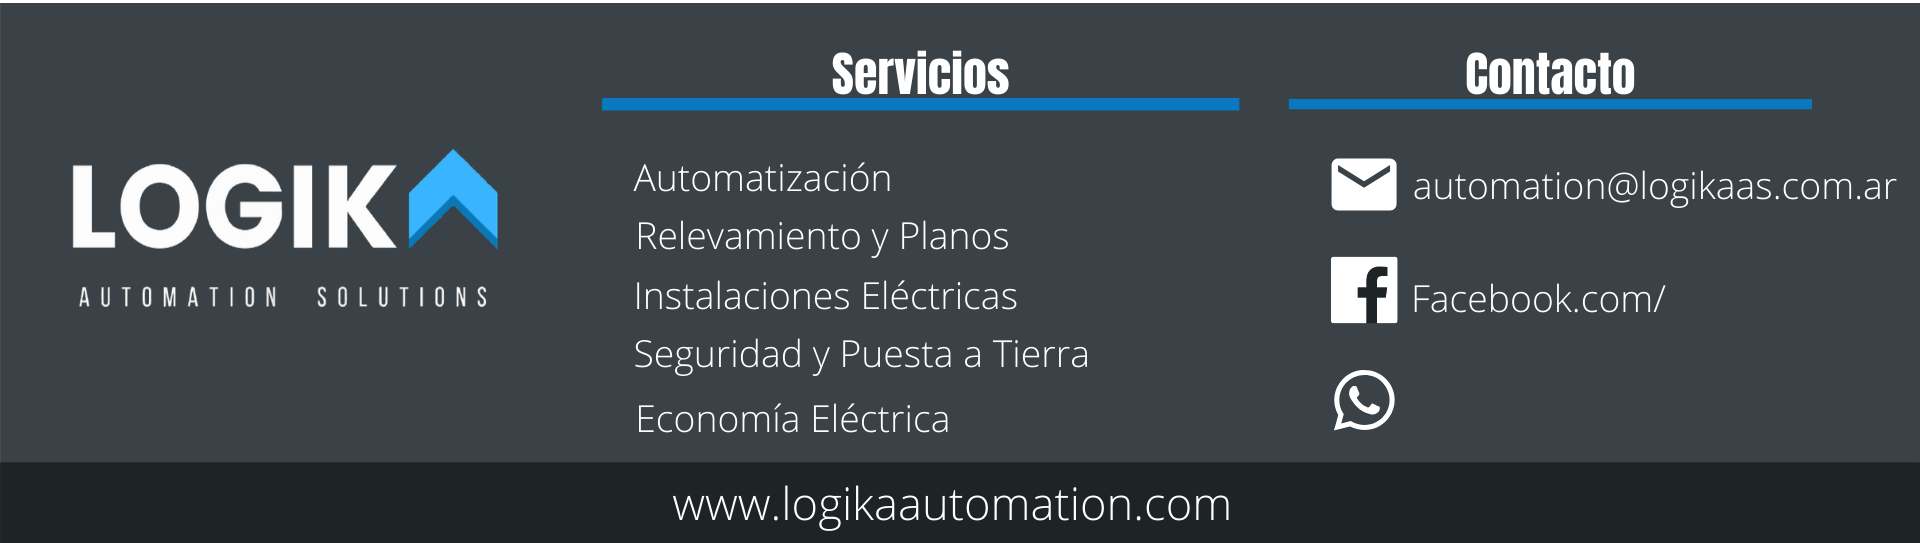 LOGIKA
AUTOMATION SOLUTIONS
Servicios
Automatización
Relevamiento y Planos
Instalaciones Eléctricas
Seguridad y Puesta a Tierra
Economía Eléctrica
Contacto
automation@logikaas.com.ar
Facebook.com/
www.logikaautomation.com